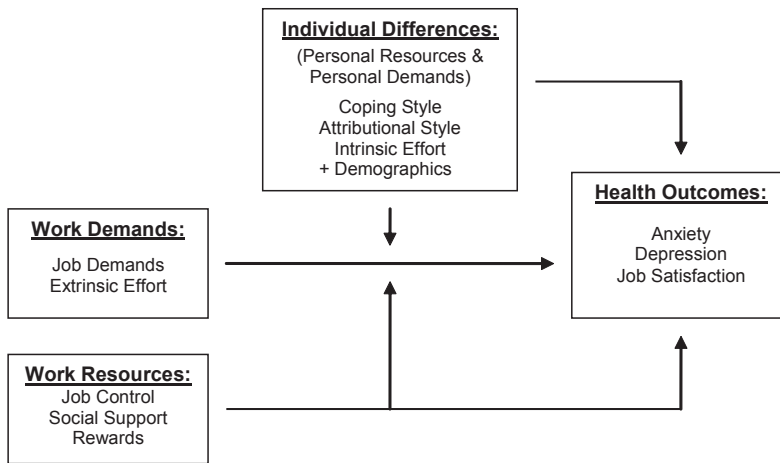 Individual Differences:
(Personal Resources &
Personal Demands)
Coping Style
Attributional Style
Intrinsic Effort
+ Demographics
Health Outcomes:
Anxiety
Depression
Job Satisfaction
Work Demands:
Job Demands
Extrinsic Effort
Work Resources:
Job Control
Social Support
Rewards